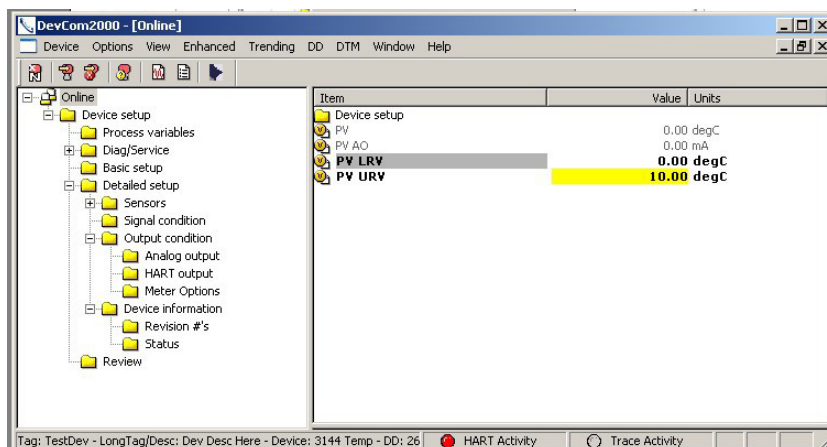 DevCom2000 - [Online]
Device Options View Enhanced Trending DD DTM Window Help
Online
Device setup
Process variables
Diag/Service
Basic setup
Detailed setup
Sensors
Signal condition
Output condition
Analog output
HART output
Meter Options
Device information
Revision #'s
Status
Review
Item Value Units
Device setup
PV 0.00 degC
PV AO 0.00 mA
PV LRV 0.00 degC
PV URV 10.00 degC
Tag: TestDev - LongTag/Desc: Dev Desc Here - Device: 3144 Temp - DD: 26 HART Activity Trace Activity